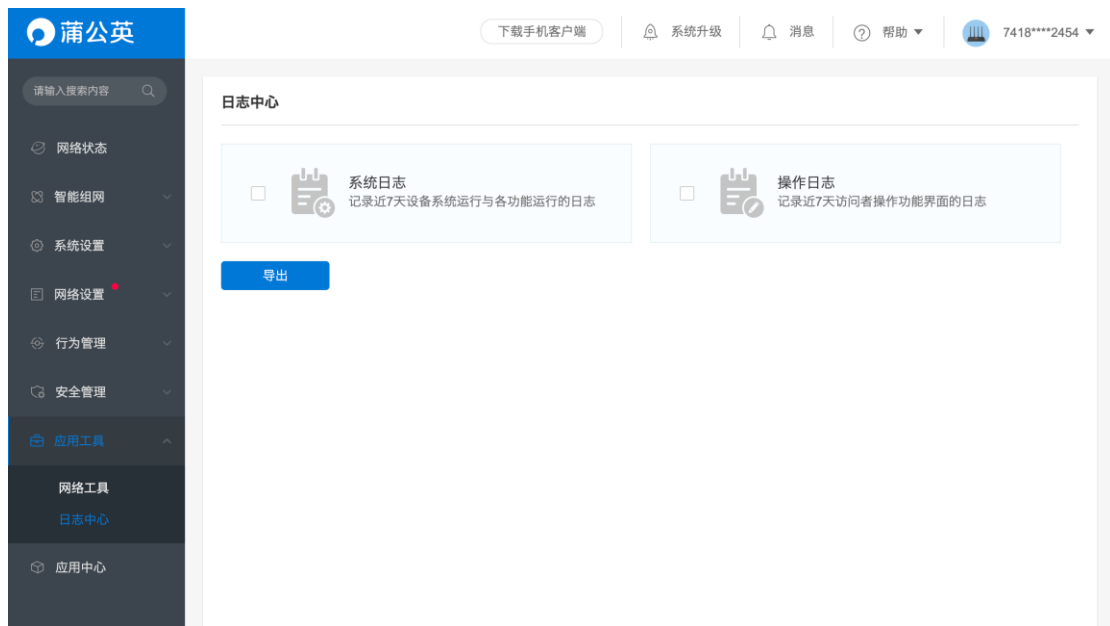 蒲公英
下载手机客户端
系统升级
消息
帮助
7418****2454
请输入搜索内容
网络状态
智能组网
系统设置
网络设置
行为管理
安全管理
应用工具
网络工具
日志中心
应用中心
日志中心
系统日志
记录近7天设备系统运行与各功能运行的日志
操作日志
记录近7天访问者操作功能界面的日志
导出